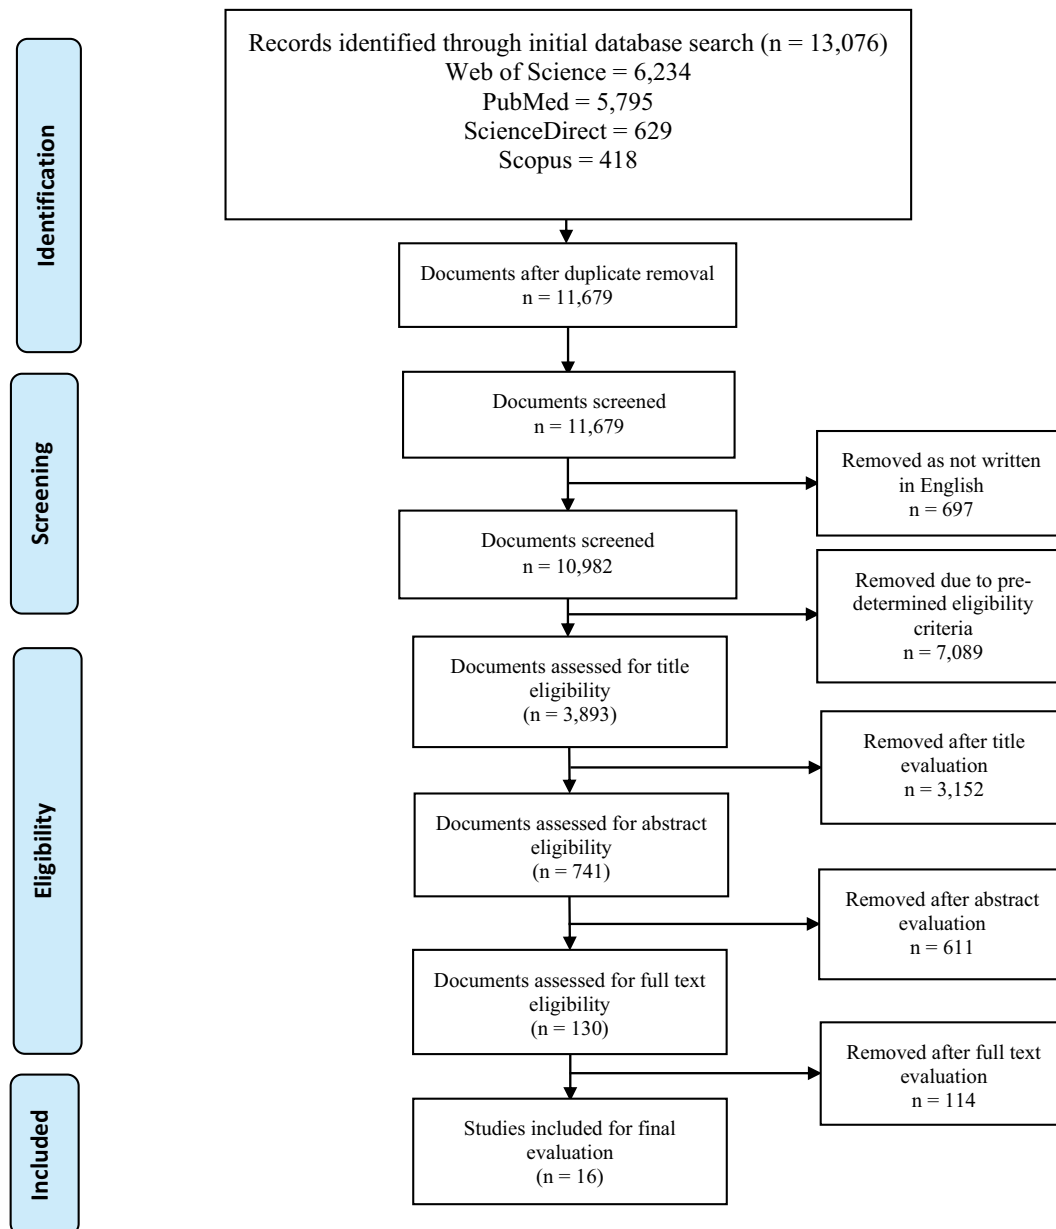 Identification
Records identified through initial database search (n = 13,076)
Web of Science = 6,234
PubMed = 5,795
ScienceDirect = 629
Scopus = 418
Documents after duplicate removal
n = 11,679
Screening
Documents screened
n = 11,679
Removed as not written
in English
n = 697
Documents screened
n = 10,982
Removed due to pre-
determined eligibility
criteria
n = 7,089
Eligibility
Documents assessed for title
eligibility
(n = 3,893)
Removed after title
evaluation
n = 3,152
Documents assessed for abstract
eligibility
(n = 741)
Removed after abstract
evaluation
n = 611
Documents assessed for full text
eligibility
(n = 130)
Removed after full text
evaluation
n = 114
Included
Studies included for final
evaluation
(n = 16)